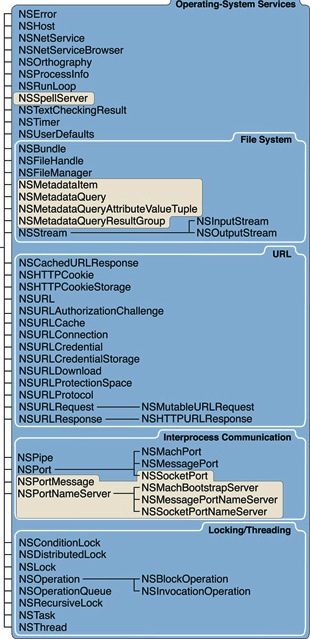 Operating-System Services
NSError
NSHost
NSNetService
NSNetServiceBrowser
NSOrthography
NSProcessInfo
NSRunLoop
NSSpellServer
NSTextCheckingResult
NSTimer
NSUserDefaults
File System
NSBundle
NSFileHandle
NSFileManager
NSMetadataItem
NSMetadataQuery
NSMetadataQueryAttributeValueTuple
NSMetadataQueryResultGroup
NSInputStream
NSStream
NSOutputStream
URL
NSCachedURLResponse
NSHTTPCookie
NSHTTPCookieStorage
NSURL
NSURLAuthorizationChallenge
NSURLCache
NSURLConnection
NSURLCredential
NSURLCredentialStorage
NSURLDownload
NSURLProtectionSpace
NSURLProtocol
NSURLRequest NSMutableURLRequest
NSURLResponse NSHTTPURLResponse
Interprocess Communication
NSMachPort
NSPipe
NSMessagePort
NSPort
NSSocketPort
NSPortMessage
NSMachBootstrapServer
NSPortNameServer
NSMessagePortNameServer
NSSocketPortNameServer
Locking/Threading
NSConditionLock
NSDistributedLock
NSLock
NSOperation NSBlockOperation
NSOperationQueue NSInvocationOperation
NSRecursiveLock
NSTask
NSThread